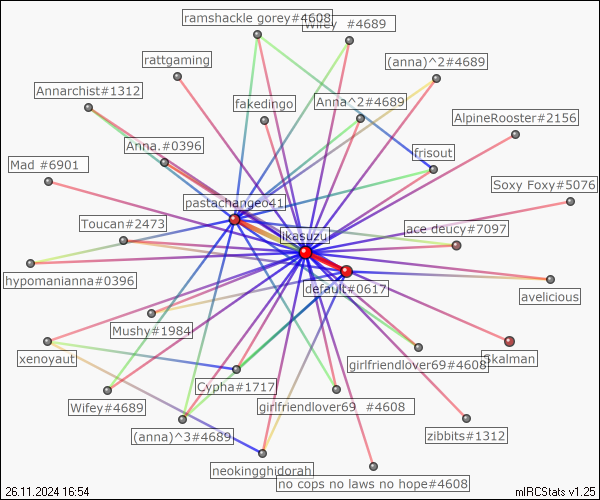 ramshackle gorey#4608
Wifey #4689
rattgaming
(anna)^2#4689
Annarchist#1312
fakedingo
Anna^2#4689
AlpineRooster#2156
Anna.#0396
frisout
Mad #6901
Soxy Foxy#5076
pastachangeo41
Toucan#2473
ikasuzu
ace deucy#7097
hypomanianna#0396
default#0617
avelicious
Mushy#1984
xenoyaut
girlfriendlover69#4608
Skalman
Cypha#1717
Wifey#4689
girlfriendlover69 #4608
(anna)^3#4689
zibbits#1312
neokingghidorah
no cops no laws no hope#4608
26.11.2024 16:54
mIRCStats v1.25